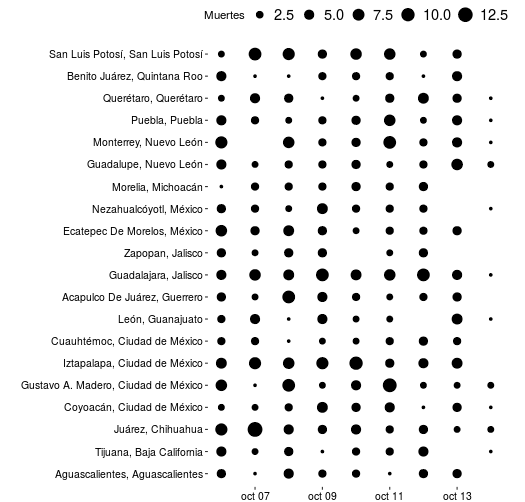 Muertes 2.5 5.0 7.5 10.0 12.5
San Luis Potosí, San Luis Potosí
Benito Juárez, Quintana Roo
Querétaro, Querétaro
Puebla, Puebla
Monterrey, Nuevo León
Guadalupe, Nuevo León
Morelia, Michoacán
Nezahualcóyotl, México
Ecatepec De Morelos, México
Zapopan, Jalisco
Guadalajara, Jalisco
Acapulco De Juárez, Guerrero
León, Guanajuato
Cuauhtémoc, Ciudad de México
Iztapalapa, Ciudad de México
Gustavo A. Madero, Ciudad de México
Coyoacán, Ciudad de México
Juárez, Chihuahua
Tijuana, Baja California
Aguascalientes, Aguascalientes
oct 07 oct 09 oct 11 oct 13